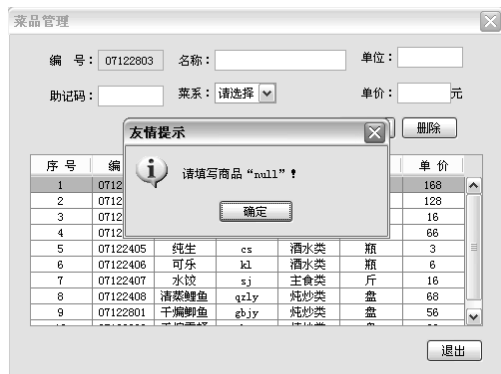 菜品管理
编 号： 07122803 名称： 单位：
助记码： 菜系： 请选择 单价： 元
友情提示 删除
请填写商品“null”！
确定
序 号 编 单 价
1 0712 168
2 0712 128
3 0712 16
4 0712 66
5 07122405 纯生 cs 酒水类 瓶 3
6 07122406 可乐 kl 酒水类 瓶 6
7 07122407 水饺 sj 主食类 斤 16
8 07122408 清蒸鲤鱼 qzly 炖炒类 盘 68
9 07122801 干煸鲫鱼 gbjy 炖炒类 盘 56
退出